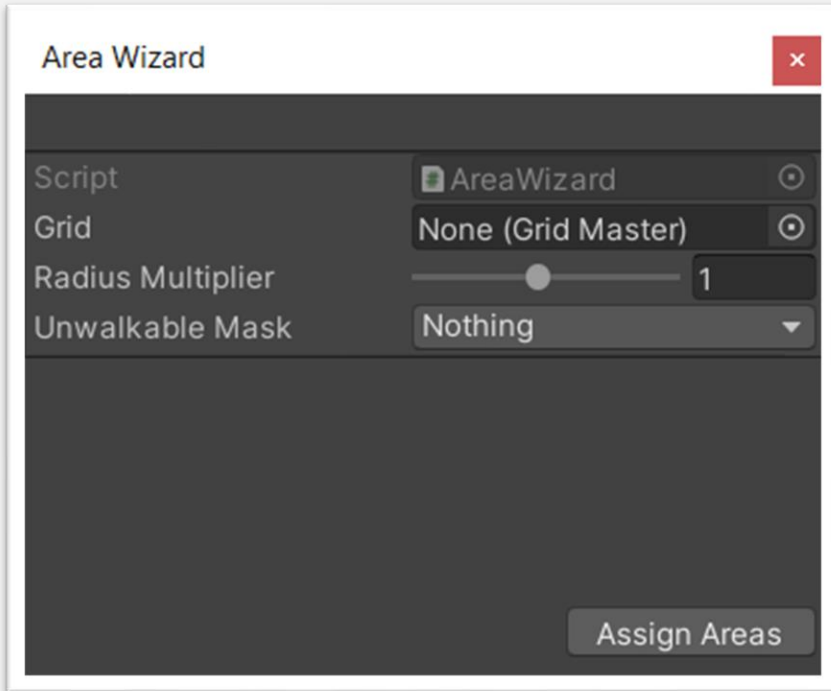 Area Wizard
Script AreaWizard
Grid None (Grid Master)
Radius Multiplier 1
Unwalkable Mask Nothing
Assign Areas